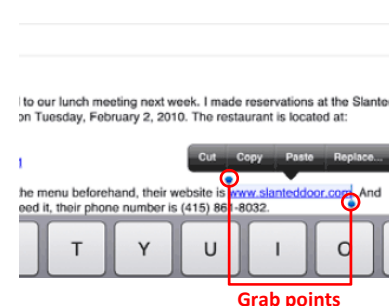 to our lunch meeting next week. I made reservations at the Slante
on Tuesday, February 2, 2010. The restaurant is located at:
Cut Copy Paste Replace...
he menu beforehand, their website is www.slanteddoor.com. And
eed it, their phone number is (415) 861-8032.
T Y U I O
Grab points